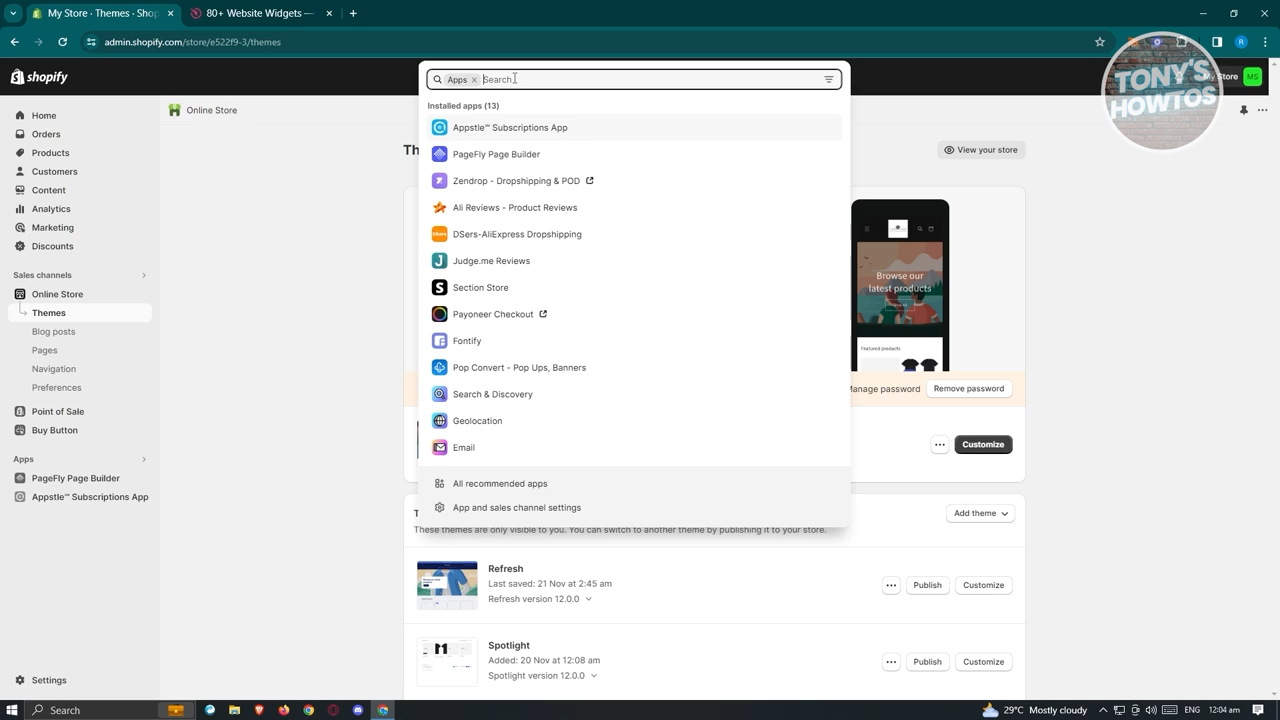 My Store · Themes · Shopify
80+ Website Widgets —
admin.shopify.com/store/e522f9-3/themes
R
shopify
Apps
Search
TONY'S
HOWTOS
My Store
MS
Home
Orders
Products
Customers
Content
Analytics
Marketing
Discounts
Sales channels
Online Store
Themes
Blog posts
Pages
Navigation
Preferences
Point of Sale
Buy Button
Apps
PageFly Page Builder
Appstle℠ Subscriptions App
Settings
Online Store
View your store
Installed apps (13)
Appstle℠ Subscriptions App
PageFly Page Builder
Zendrop - Dropshipping & POD
Ali Reviews - Product Reviews
DSers-AliExpress Dropshipping
Judge.me Reviews
Section Store
Payoneer Checkout
Fontify
Pop Convert - Pop Ups, Banners
Search & Discovery
Geolocation
Email
All recommended apps
App and sales channel settings
Browse our
latest products
Featured products
Manage password
Remove password
Customize
Add theme
These themes are only visible to you. You can switch to another theme by publishing it to your store.
Refresh
Last saved: 21 Nov at 2:45 am
Refresh version 12.0.0
Publish
Customize
Spotlight
Added: 20 Nov at 12:08 am
Spotlight version 12.0.0
Publish
Customize
Search
29°C Mostly cloudy
ENG
12:04 am